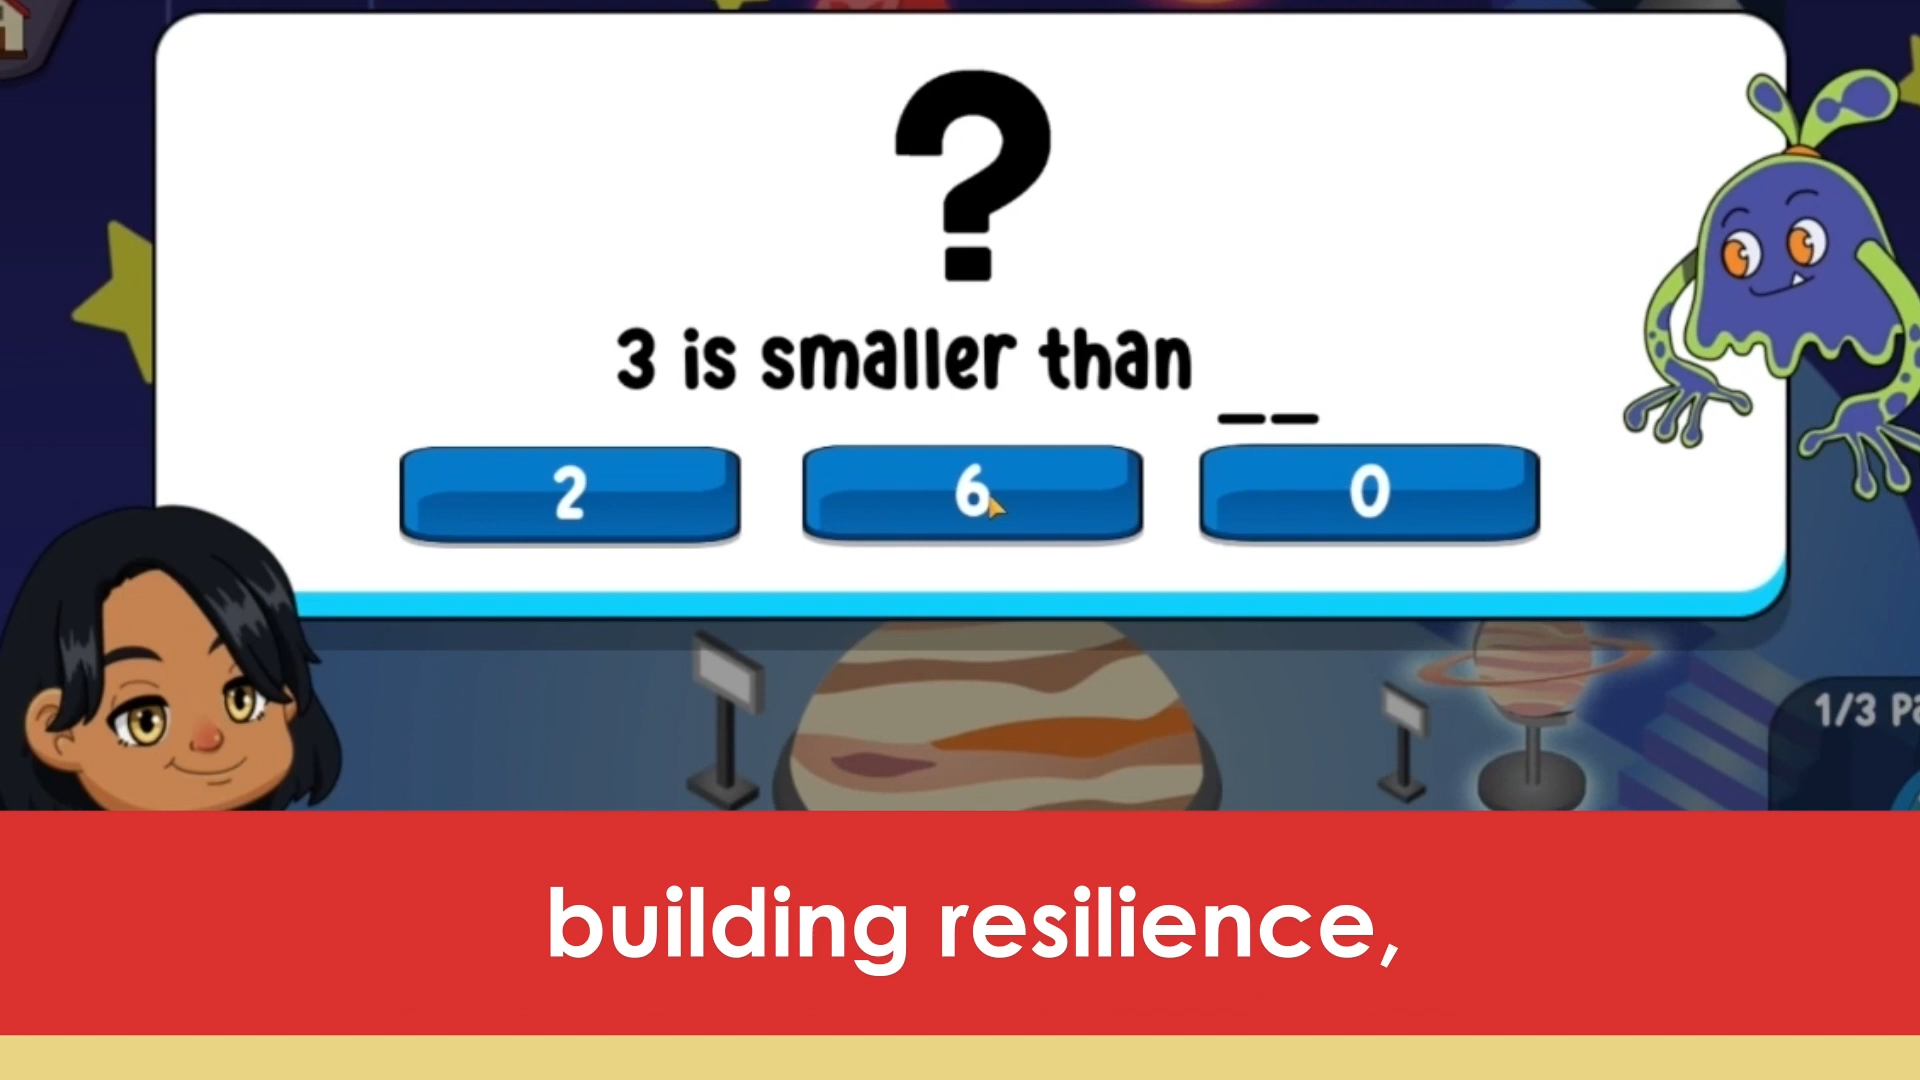 ?
3 is smaller than __
2
6
0
1/3
building resilience,